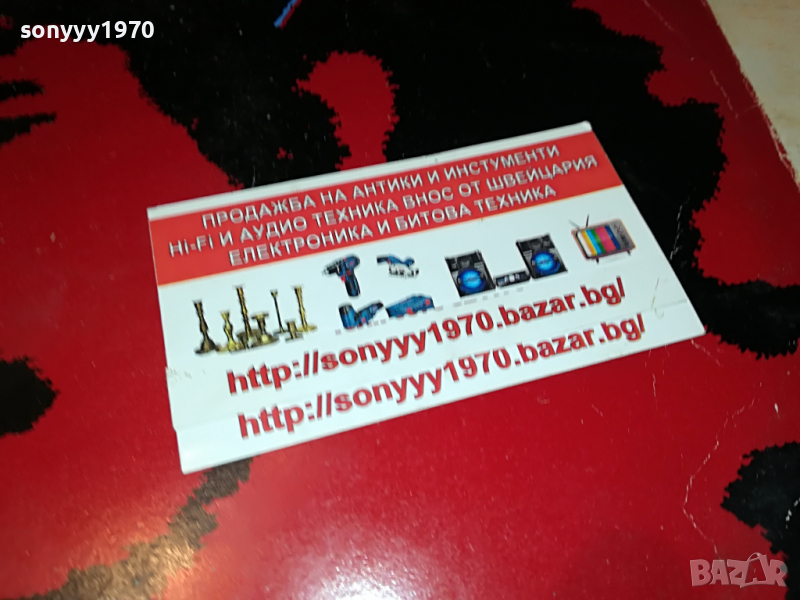 sonyyy1970
ПРОДАЖБА НА АНТИКИ И ИНСТУМЕНТИ
Hi-Fi И АУДИО ТЕХНИКА ВНОС ОТ ШВЕИЦАРИЯ
ЕЛЕКТРОНИКА И БИТОВА ТЕХНИКА
http://sonyyy1970.bazar.bg/
http://sonyyy1970.bazar.bg/
BAZAR